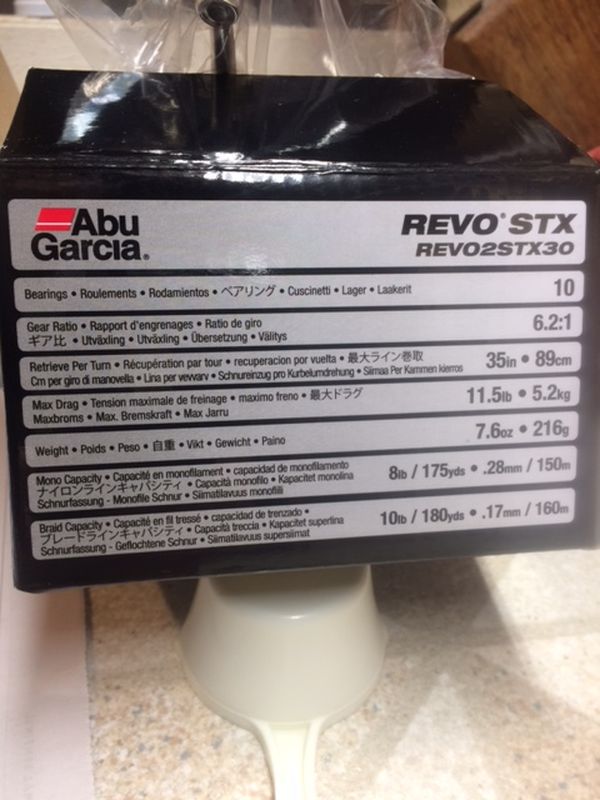 Abu
Garcia®
REVO® STX
REVO2STX30
Bearings • Roulements • Rodamientos • ベアリング • Cuscinetti • Lager • Laakerit
10
Gear Ratio • Rapport d'engrenages • Ratio de giro
ギア比 • Utväxling • Utväxling • Übersetzung • Välitys
6.2:1
Retrieve Per Turn • Récupération par tour • recuperacion por vuelta • 最大ライン巻取
Cm per giro di manovella • Lina per vevvarv • Schnureinzug pro Kurbelumdrehung • Siimaa Per Kammen kierros
35in • 89cm
Max Drag • Tension maximale de freinage • maximo freno • 最大ドラグ
Maxbroms • Max. Bremskraft • Max Jarru
11.5lb • 5.2kg
Weight • Poids • Peso • 自重 • Vikt • Gewicht • Paino
7.6oz • 216g
Mono Capacity • Capacité en monofilament • capacidad de monofilamento
ナイロンラインキャパシティ • Capacità monofilo • Kapacitet monolina
Schnurfassung - Monofile Schnur • Siimatilavuus monofiili
8lb / 175yds • .28mm / 150m
Braid Capacity • Capacité en fil tressé • capacidad de trenzado •
ブレードラインキャパシティ • Capacità treccia • Kapacitet superlina
Schnurfassung - Geflochtene Schnur • Siimatilavuus supersiimat
10lb / 180yds • .17mm / 160m